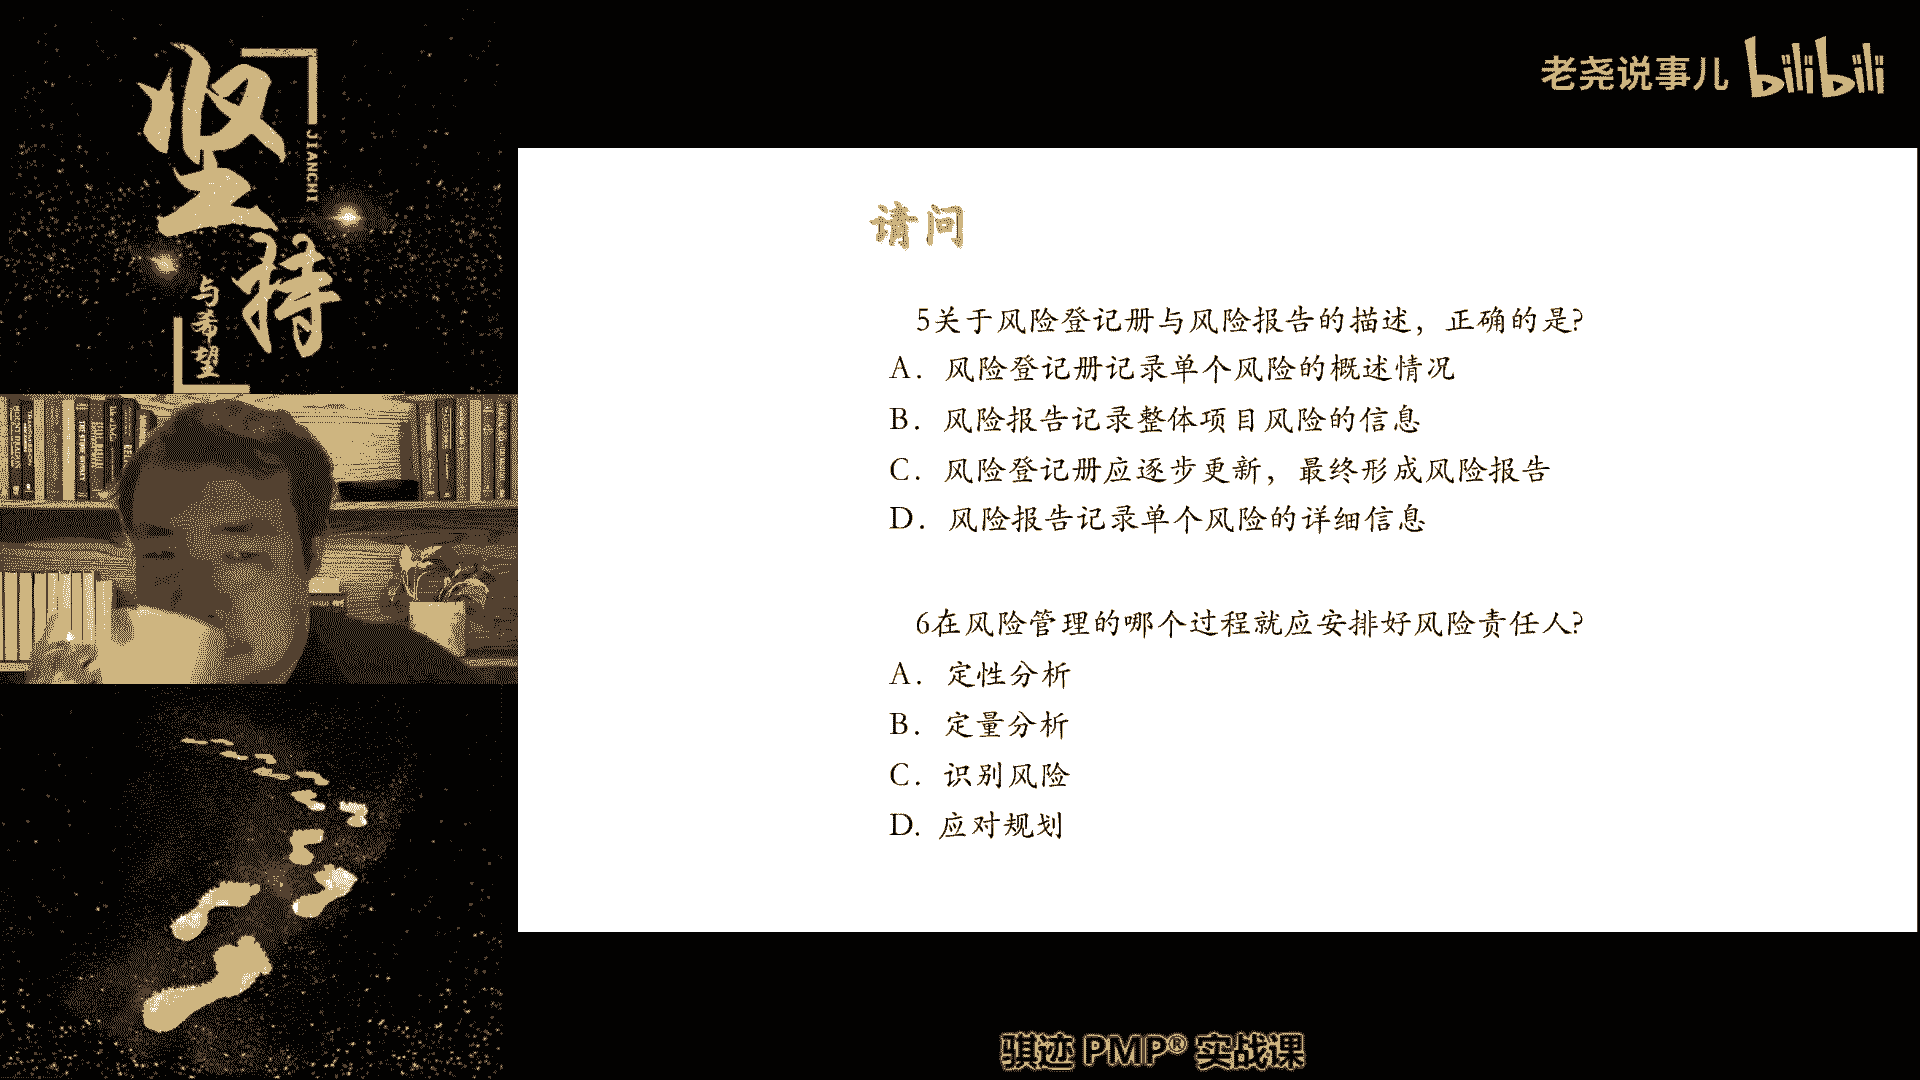 坚持
JIANCHI
与希望
老尧说事儿 bilibili
请问
5关于风险登记册与风险报告的描述，正确的是?
A. 风险登记册记录单个风险的概述情况
B. 风险报告记录整体项目风险的信息
C. 风险登记册应逐步更新，最终形成风险报告
D. 风险报告记录单个风险的详细信息
6在风险管理的哪个过程就应安排好风险责任人?
A. 定性分析
B. 定量分析
C. 识别风险
D. 应对规划
骐迹 PMP® 实战课